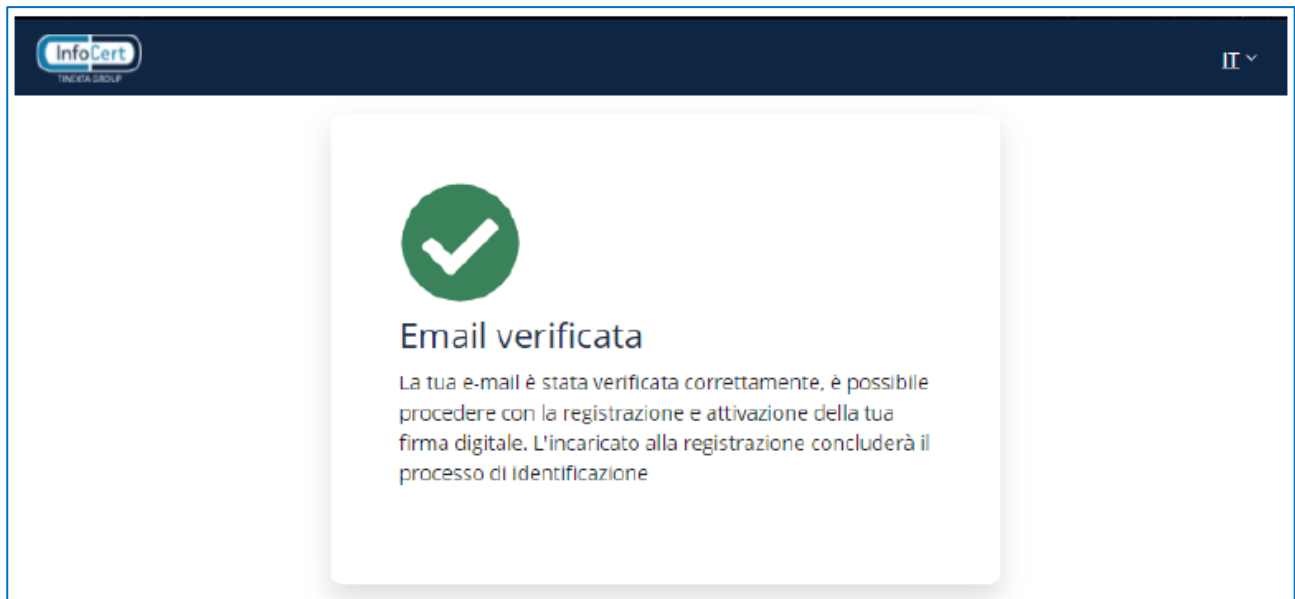 InfoCert
TINEXTA GROUP
IT
Email verificata
La tua e-mail è stata verificata correttamente, è possibile
procedere con la registrazione e attivazione della tua
firma digitale. L'incaricato alla registrazione concluderà il
processo di identificazione